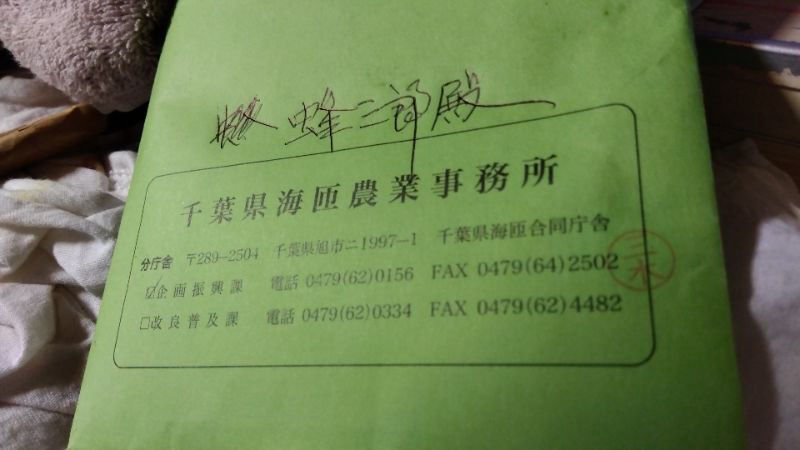 蜂二郎殿
千葉県海匝農業事務所
分庁舎 〒289-2504 千葉県旭市ニ1997-1 千葉県海匝合同庁舎
☑企画振興課 電話 0479(62)0156 FAX 0479(64)2502
□改良普及課 電話 0479(62)0334 FAX 0479(62)4482